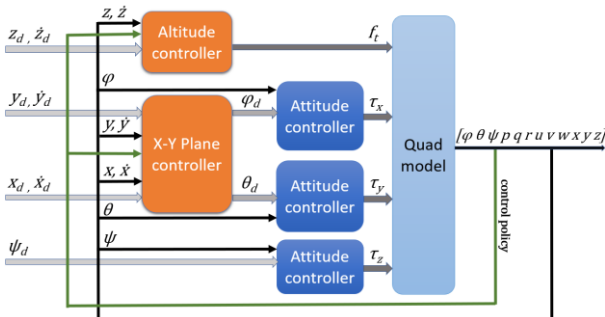 z, ż
z_d , ż_d
Altitude controller
f_t
φ
y_d , ẏ_d
φ_d
Attitude controller
τ_x
y, ẏ
X-Y Plane controller
Quad model
[φ θ ψ p q r u v w x y z]
x, ẋ
x_d , ẋ_d
θ_d
Attitude controller
τ_y
θ
control policy
ψ
ψ_d
Attitude controller
τ_z